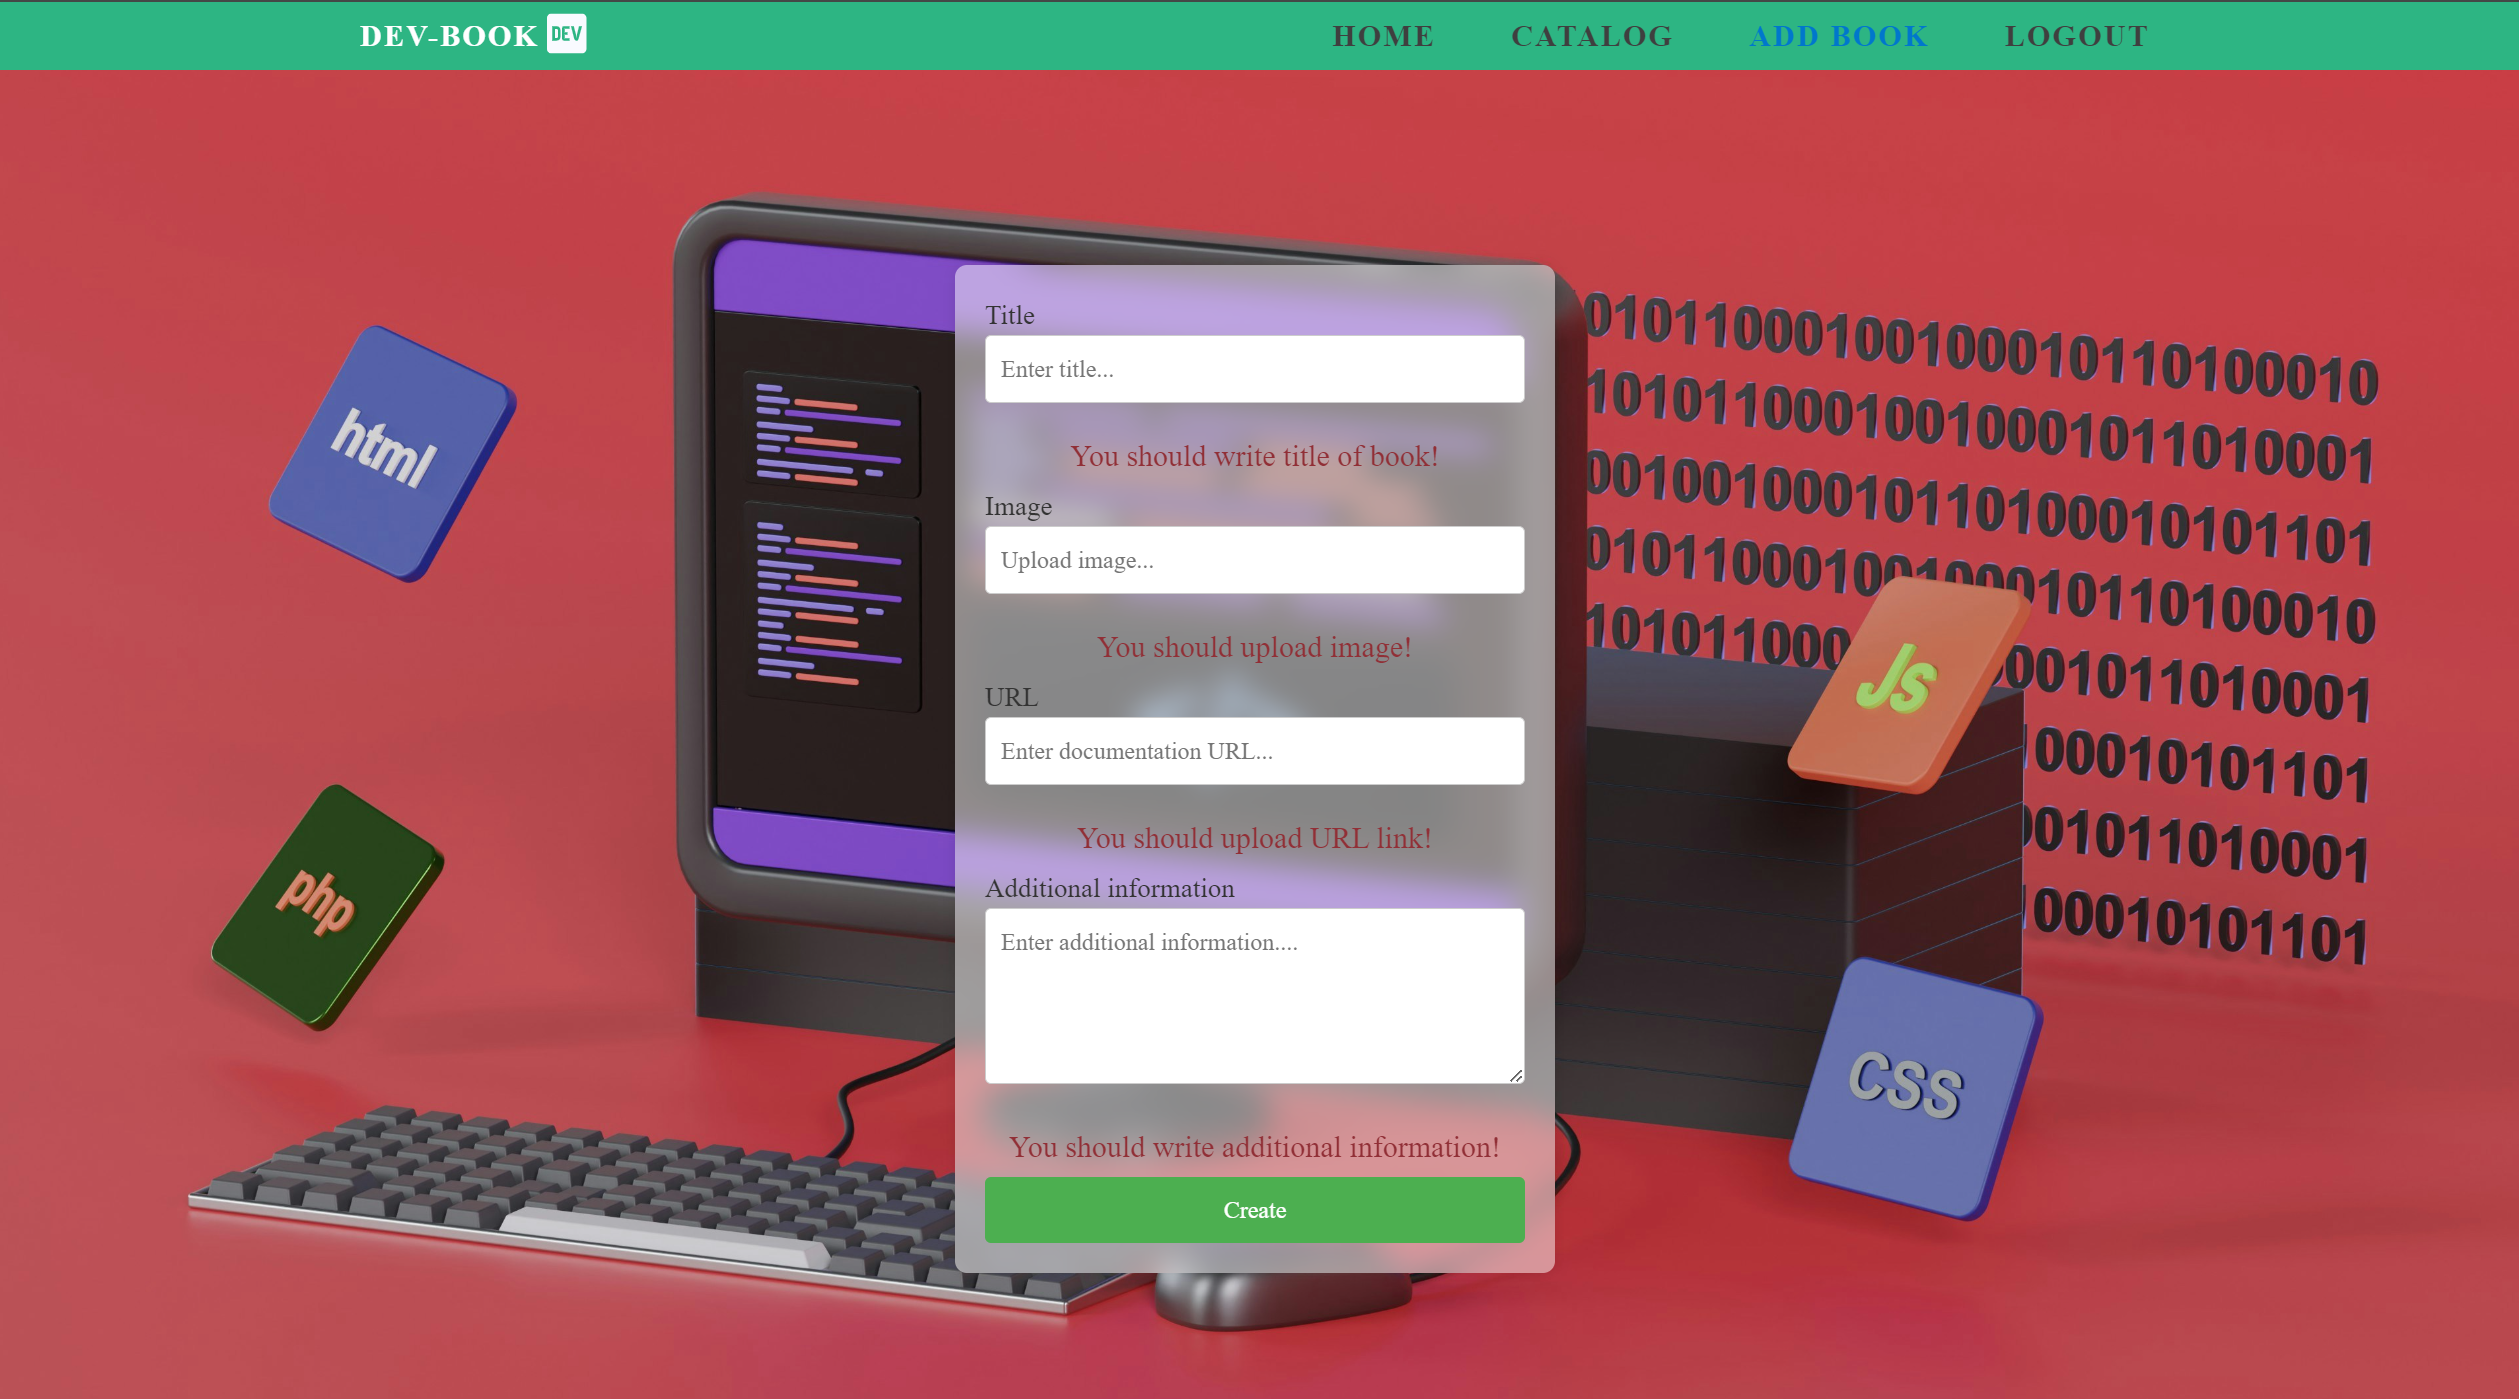 DEV-BOOK DEV
HOME CATALOG ADD BOOK LOGOUT
Title
Enter title...
You should write title of book!
Image
Upload image...
You should upload image!
URL
Enter documentation URL...
You should upload URL link!
Additional information
Enter additional information....
You should write additional information!
Create
html
php
Js
CSS